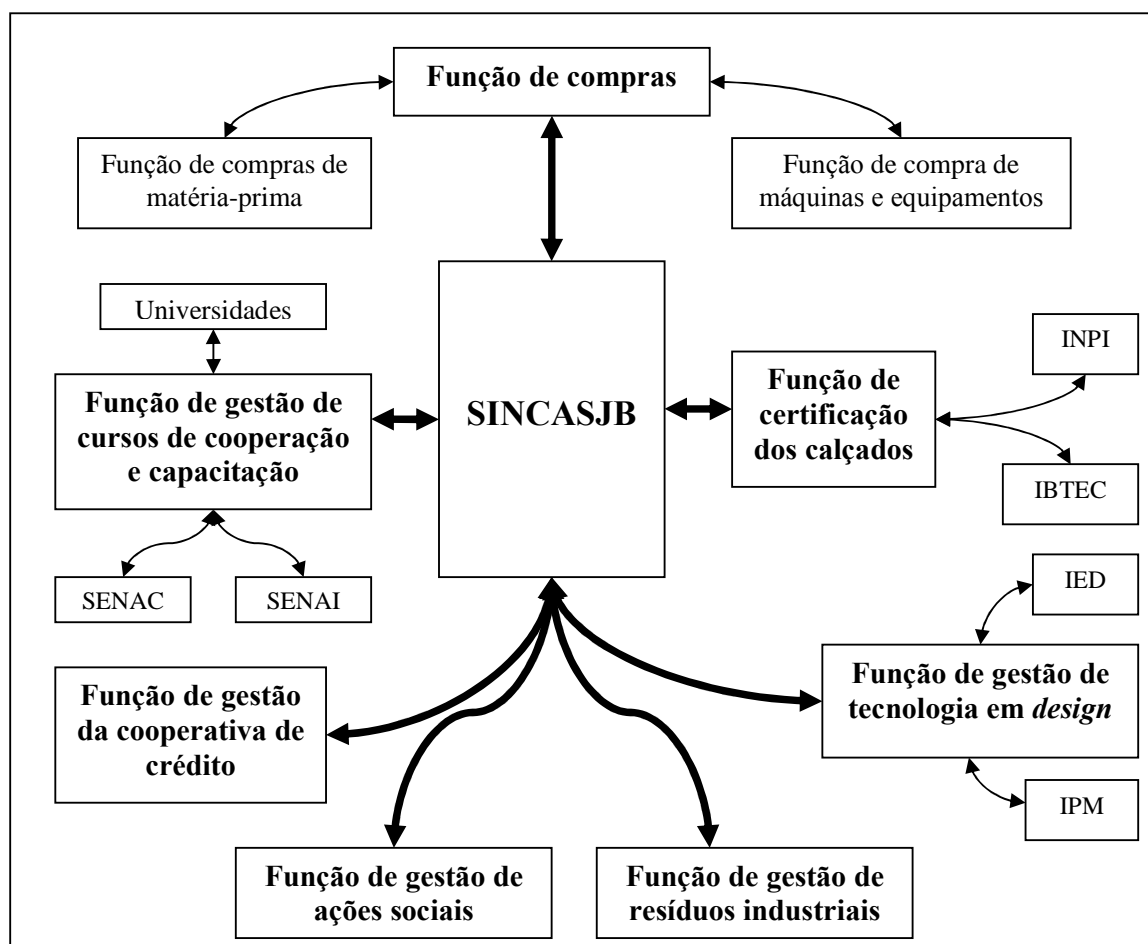 Função de compras
Função de compras de
matéria-prima
Função de compra de
máquinas e equipamentos
Universidades
Função de gestão de
cursos de cooperação
e capacitação
SENAC
SENAI
SINCASJB
Função de
certificação
dos calçados
INPI
IBTEC
IED
Função de gestão de
tecnologia em design
IPM
Função de gestão
da cooperativa de
crédito
Função de gestão de
ações sociais
Função de gestão de
resíduos industriais